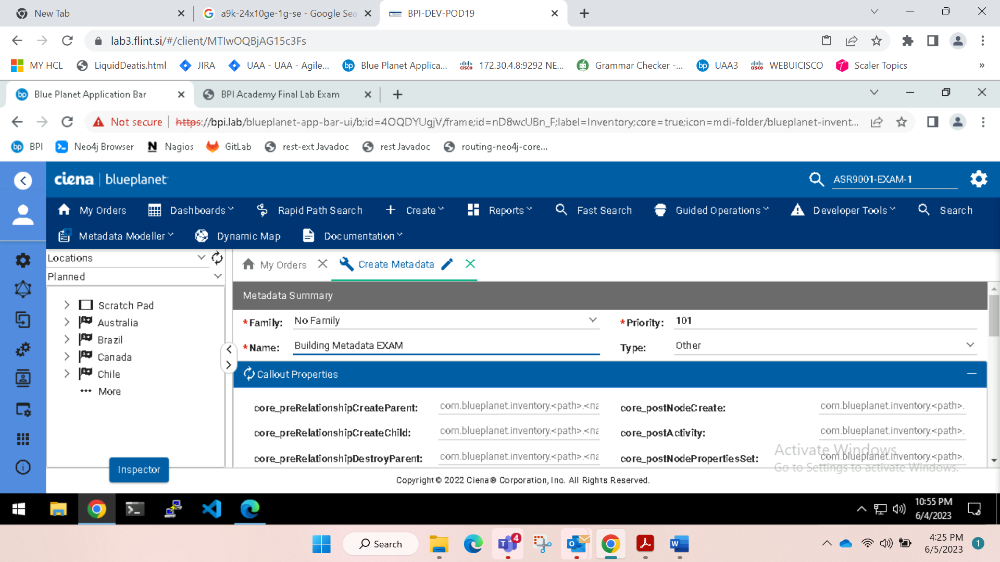 New Tab
a9k-24x10ge-1g-se - Google Sea
BPI-DEV-POD19
lab3.flint.si/#/client/MTIwOQBjAG15c3Fs
MY HCL LiquidDeatis.html JIRA UAA - UAA - Agile... Blue Planet Applica... 172.30.4.8:9292 NE... Grammar Checker -... UAA3 WEBUICISCO Scaler Topics »
Blue Planet Application Bar
BPI Academy Final Lab Exam
Not secure https://bpi.lab/blueplanet-app-bar-ui/b;id=4OQDYUgjV/frame;id=nD8wcUBn_F;label=Inventory;core=true;icon=mdi-folder/blueplanet-invent...
bp BPI Neo4j Browser Nagios GitLab rest-ext Javadoc rest Javadoc routing-neo4j-core...
ciena blueplanet ASR9001-EXAM-1
My Orders Dashboards Rapid Path Search Create Reports Fast Search Guided Operations Developer Tools Search
Metadata Modeller Dynamic Map Documentation
Locations
Planned
Scratch Pad
Australia
Brazil
Canada
Chile
More
Inspector
My Orders Create Metadata
Metadata Summary
*Family: No Family *Priority: 101
*Name: Building Metadata EXAM Type: Other
Callout Properties
core_preRelationshipCreateParent: com.blueplanet.inventory.<path>.<na core_postNodeCreate: com.blueplanet.inventory.<path>.
core_preRelationshipCreateChild: com.blueplanet.inventory.<path>.<na core_postActivity: com.blueplanet.inventory.<path>.
core_preRelationshipDestroyParent: com.blueplanet.inventory.<path>.<na core_postNodePropertiesSet: com.blueplanet.inventory.<path>.
Activate Windows
Go to Settings to activate Windows.
Copyright © 2022 Ciena® Corporation, Inc. All Rights Reserved.
10:55 PM
6/4/2023
Search
4
4:25 PM
6/5/2023
1